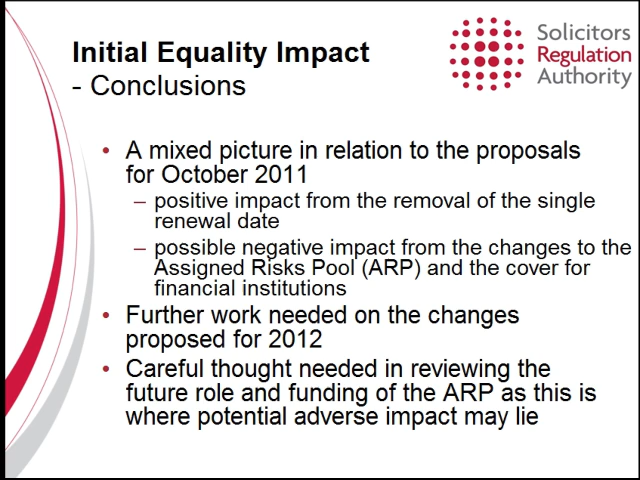 Initial Equality Impact
- Conclusions
Solicitors
Regulation
Authority
• A mixed picture in relation to the proposals
for October 2011
– positive impact from the removal of the single
renewal date
– possible negative impact from the changes to the
Assigned Risks Pool (ARP) and the cover for
financial institutions
• Further work needed on the changes
proposed for 2012
• Careful thought needed in reviewing the
future role and funding of the ARP as this is
where potential adverse impact may lie